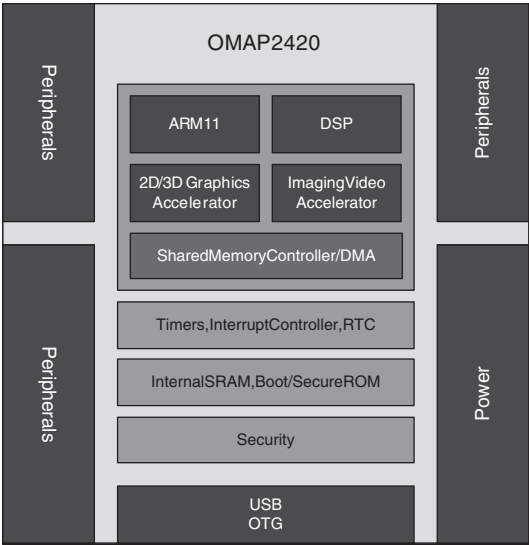 OMAP2420
Peripherals
Peripherals
ARM11
DSP
2D/3D Graphics
Accelerator
ImagingVideo
Accelerator
SharedMemoryController/DMA
Timers,InterruptController,RTC
Peripherals
InternalSRAM,Boot/SecureROM
Power
Security
USB
OTG